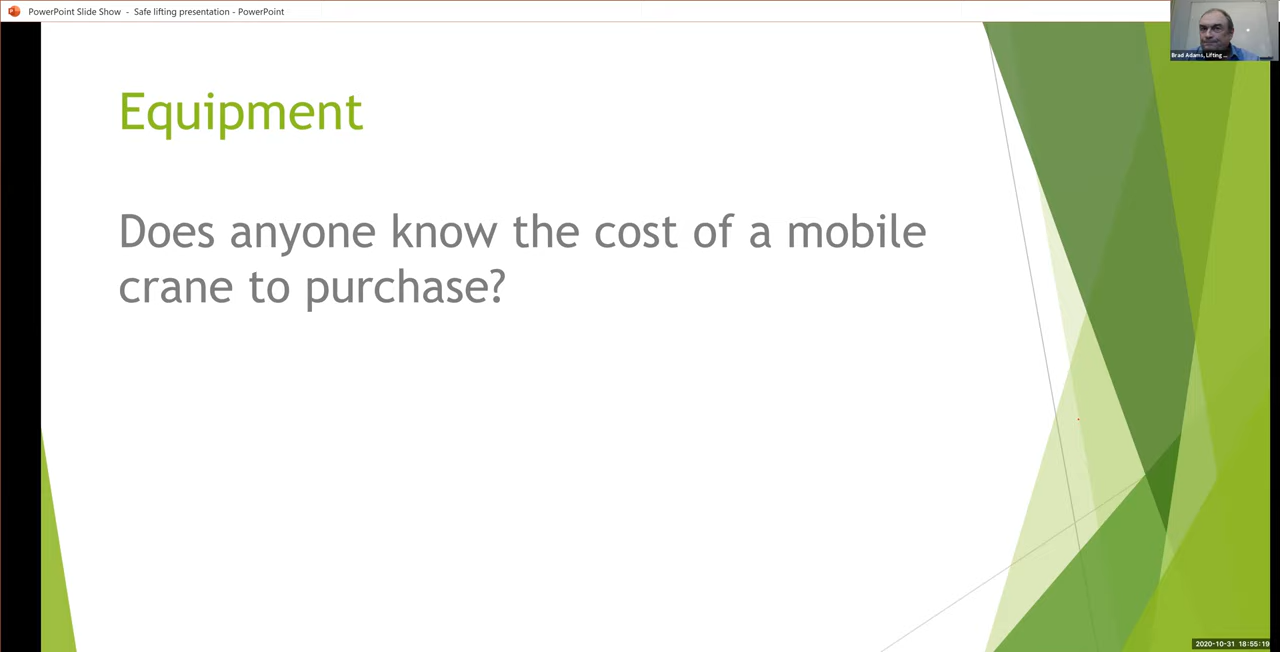 PowerPoint Slide Show - Safe lifting presentation - PowerPoint
Brad Adams, Lifting ...
Equipment
Does anyone know the cost of a mobile
crane to purchase?
2020-10-31 18:55:19